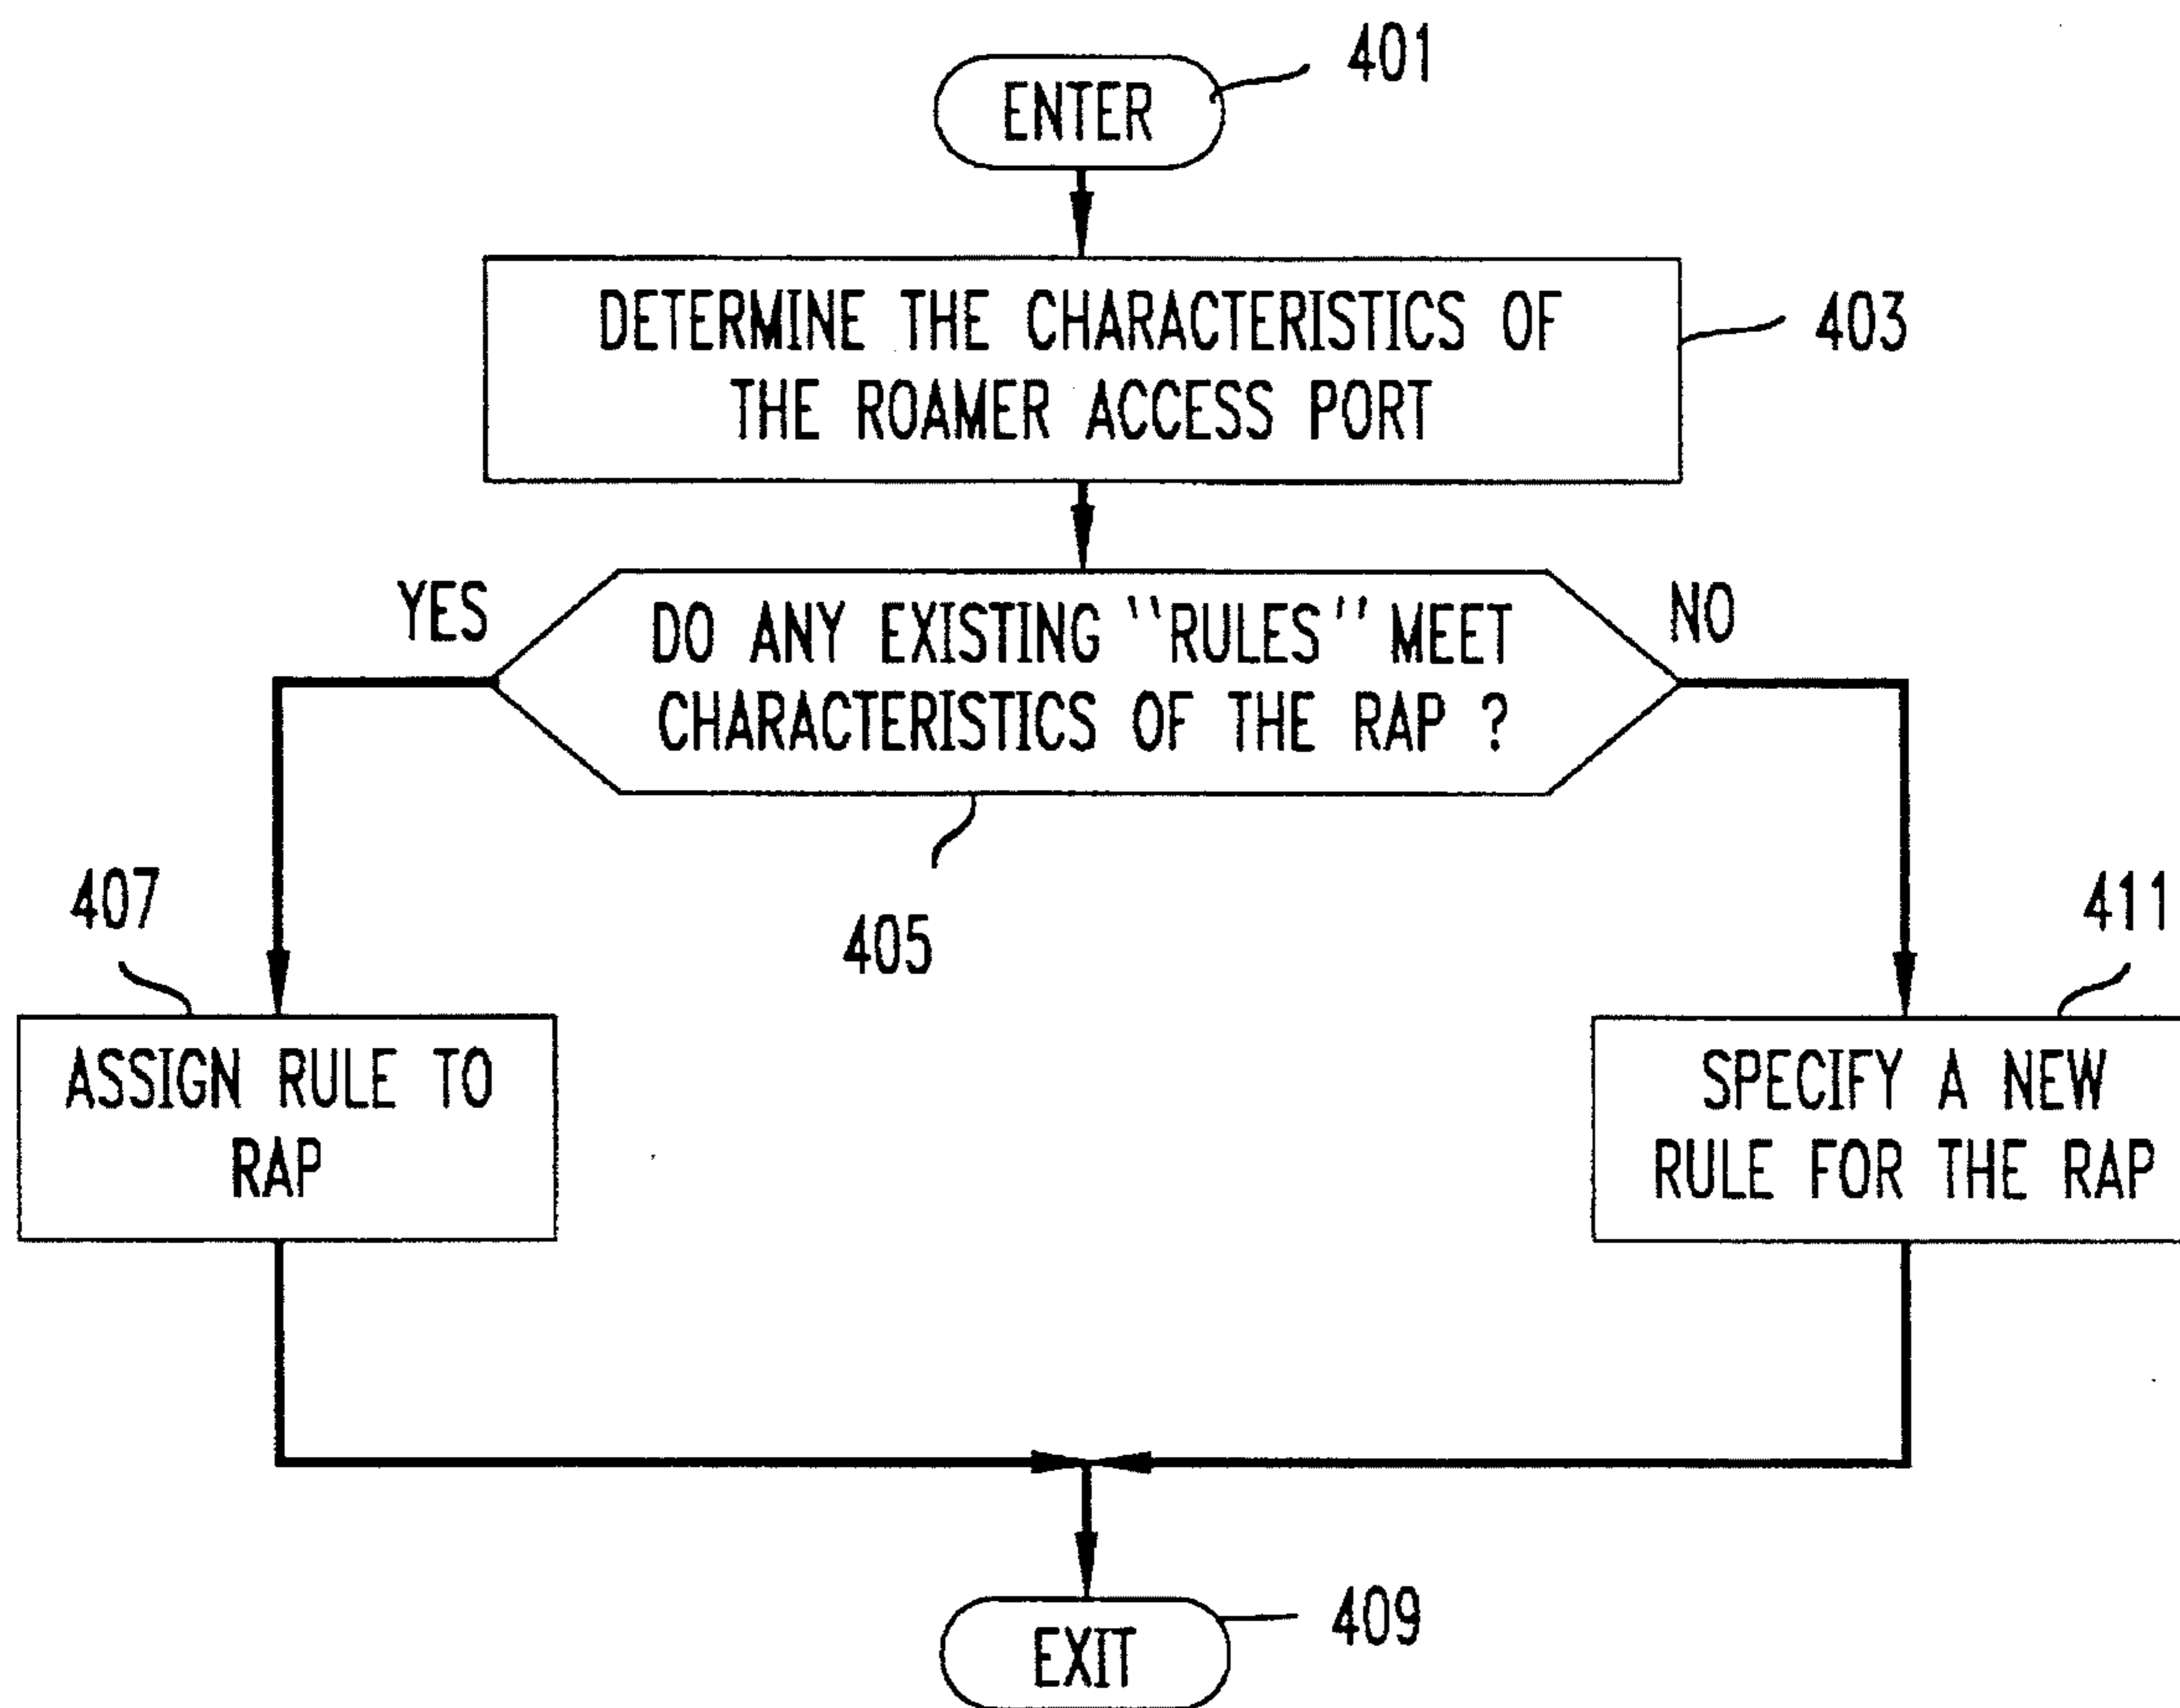 401
ENTER
DETERMINE THE CHARACTERISTICS OF
THE ROAMER ACCESS PORT
403
YES
DO ANY EXISTING "RULES" MEET
CHARACTERISTICS OF THE RAP ?
NO
405
407
ASSIGN RULE TO
RAP
411
SPECIFY A NEW
RULE FOR THE RAP
409
EXIT